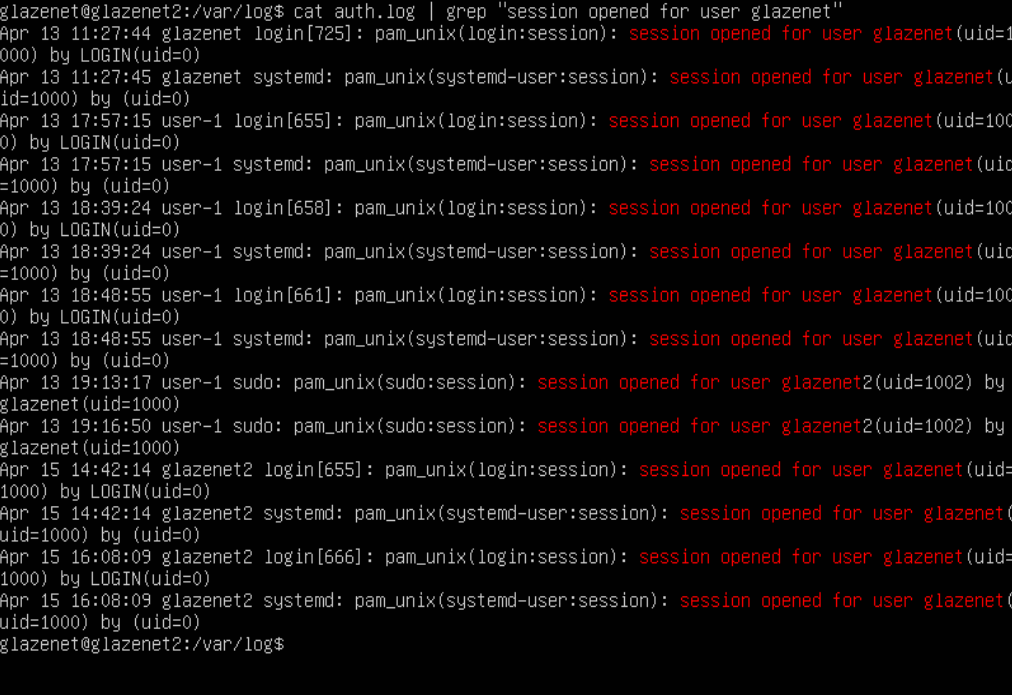 glazenet@glazenet2:/var/log$ cat auth.log | grep "session opened for user glazenet"
Apr 13 11:27:44 glazenet login[725]: pam_unix(login:session): session opened for user glazenet(uid=1
000) by LOGIN(uid=0)
Apr 13 11:27:45 glazenet systemd: pam_unix(systemd-user:session): session opened for user glazenet(u
id=1000) by (uid=0)
Apr 13 17:57:15 user-1 login[655]: pam_unix(login:session): session opened for user glazenet(uid=100
0) by LOGIN(uid=0)
Apr 13 17:57:15 user-1 systemd: pam_unix(systemd-user:session): session opened for user glazenet(uid
=1000) by (uid=0)
Apr 13 18:39:24 user-1 login[658]: pam_unix(login:session): session opened for user glazenet(uid=100
0) by LOGIN(uid=0)
Apr 13 18:39:24 user-1 systemd: pam_unix(systemd-user:session): session opened for user glazenet(uid
=1000) by (uid=0)
Apr 13 18:48:55 user-1 login[661]: pam_unix(login:session): session opened for user glazenet(uid=100
0) by LOGIN(uid=0)
Apr 13 18:48:55 user-1 systemd: pam_unix(systemd-user:session): session opened for user glazenet(uid
=1000) by (uid=0)
Apr 13 19:13:17 user-1 sudo: pam_unix(sudo:session): session opened for user glazenet2(uid=1002) by
glazenet(uid=1000)
Apr 13 19:16:50 user-1 sudo: pam_unix(sudo:session): session opened for user glazenet2(uid=1002) by
glazenet(uid=1000)
Apr 15 14:42:14 glazenet2 login[655]: pam_unix(login:session): session opened for user glazenet(uid=
1000) by LOGIN(uid=0)
Apr 15 14:42:14 glazenet2 systemd: pam_unix(systemd-user:session): session opened for user glazenet(
uid=1000) by (uid=0)
Apr 15 16:08:09 glazenet2 login[666]: pam_unix(login:session): session opened for user glazenet(uid=
1000) by LOGIN(uid=0)
Apr 15 16:08:09 glazenet2 systemd: pam_unix(systemd-user:session): session opened for user glazenet(
uid=1000) by (uid=0)
glazenet@glazenet2:/var/log$